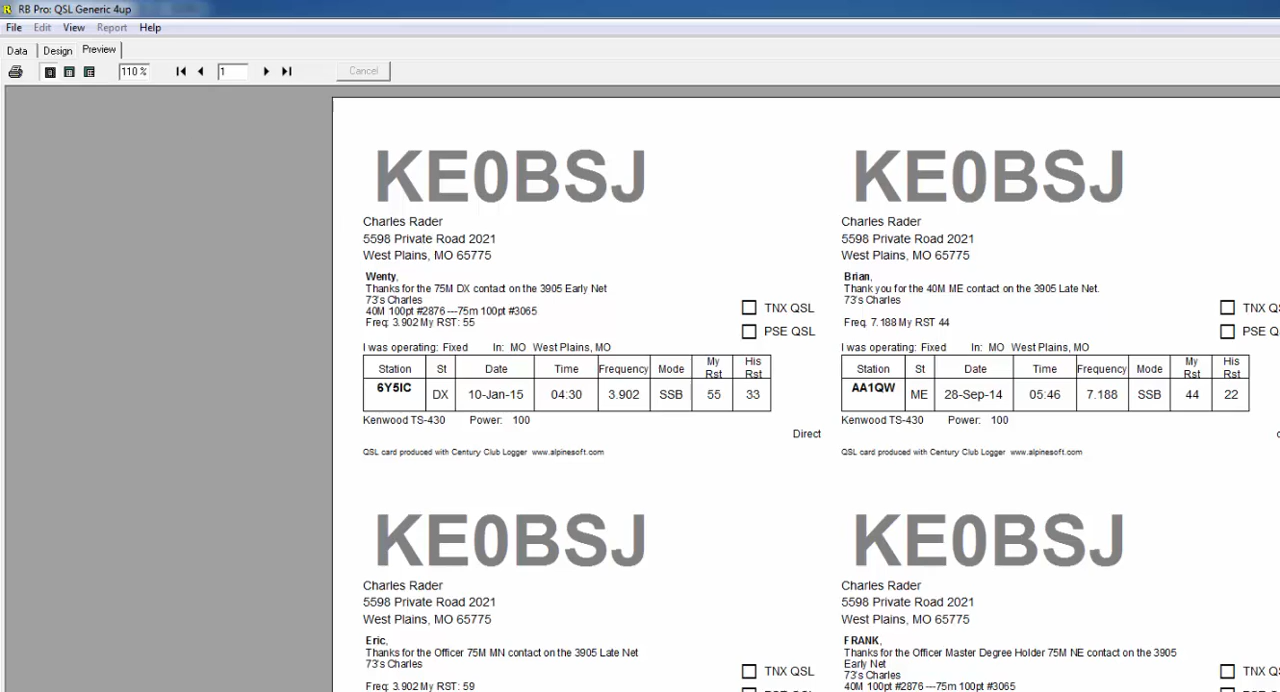 RB Pro: QSL Generic 4up
File Edit View Report Help
Data Design Preview
110 % 1 Cancel
KE0BSJ
Charles Rader
5598 Private Road 2021
West Plains, MO 65775
Wenty,
Thanks for the 75M DX contact on the 3905 Early Net
73's Charles
40M 100pt #2876 ---75m 100pt #3065
Freq: 3.902 My RST: 55
TNX QSL
PSE QSL
I was operating: Fixed In: MO West Plains, MO
Station St Date Time Frequency Mode My Rst His Rst
6Y5IC DX 10-Jan-15 04:30 3.902 SSB 55 33
Kenwood TS-430 Power: 100
Direct
QSL card produced with Century Club Logger www.alpinesoft.com
KE0BSJ
Charles Rader
5598 Private Road 2021
West Plains, MO 65775
Brian,
Thank you for the 40M ME contact on the 3905 Late Net.
73's Charles
Freq: 7.188 My RST 44
TNX Q
PSE Q
I was operating: Fixed In: MO West Plains, MO
Station St Date Time Frequency Mode My Rst His Rst
AA1QW ME 28-Sep-14 05:46 7.188 SSB 44 22
Kenwood TS-430 Power: 100
QSL card produced with Century Club Logger www.alpinesoft.com
KE0BSJ
Charles Rader
5598 Private Road 2021
West Plains, MO 65775
Eric,
Thanks for the Officer 75M MN contact on the 3905 Late Net
73's Charles
Freq: 3.902 My RST: 59
TNX QSL
KE0BSJ
Charles Rader
5598 Private Road 2021
West Plains, MO 65775
FRANK,
Thanks for the Officer Master Degree Holder 75M NE contact on the 3905
Early Net
73's Charles
40M 100pt #2876 ---75m 100pt #3065
TNX Q